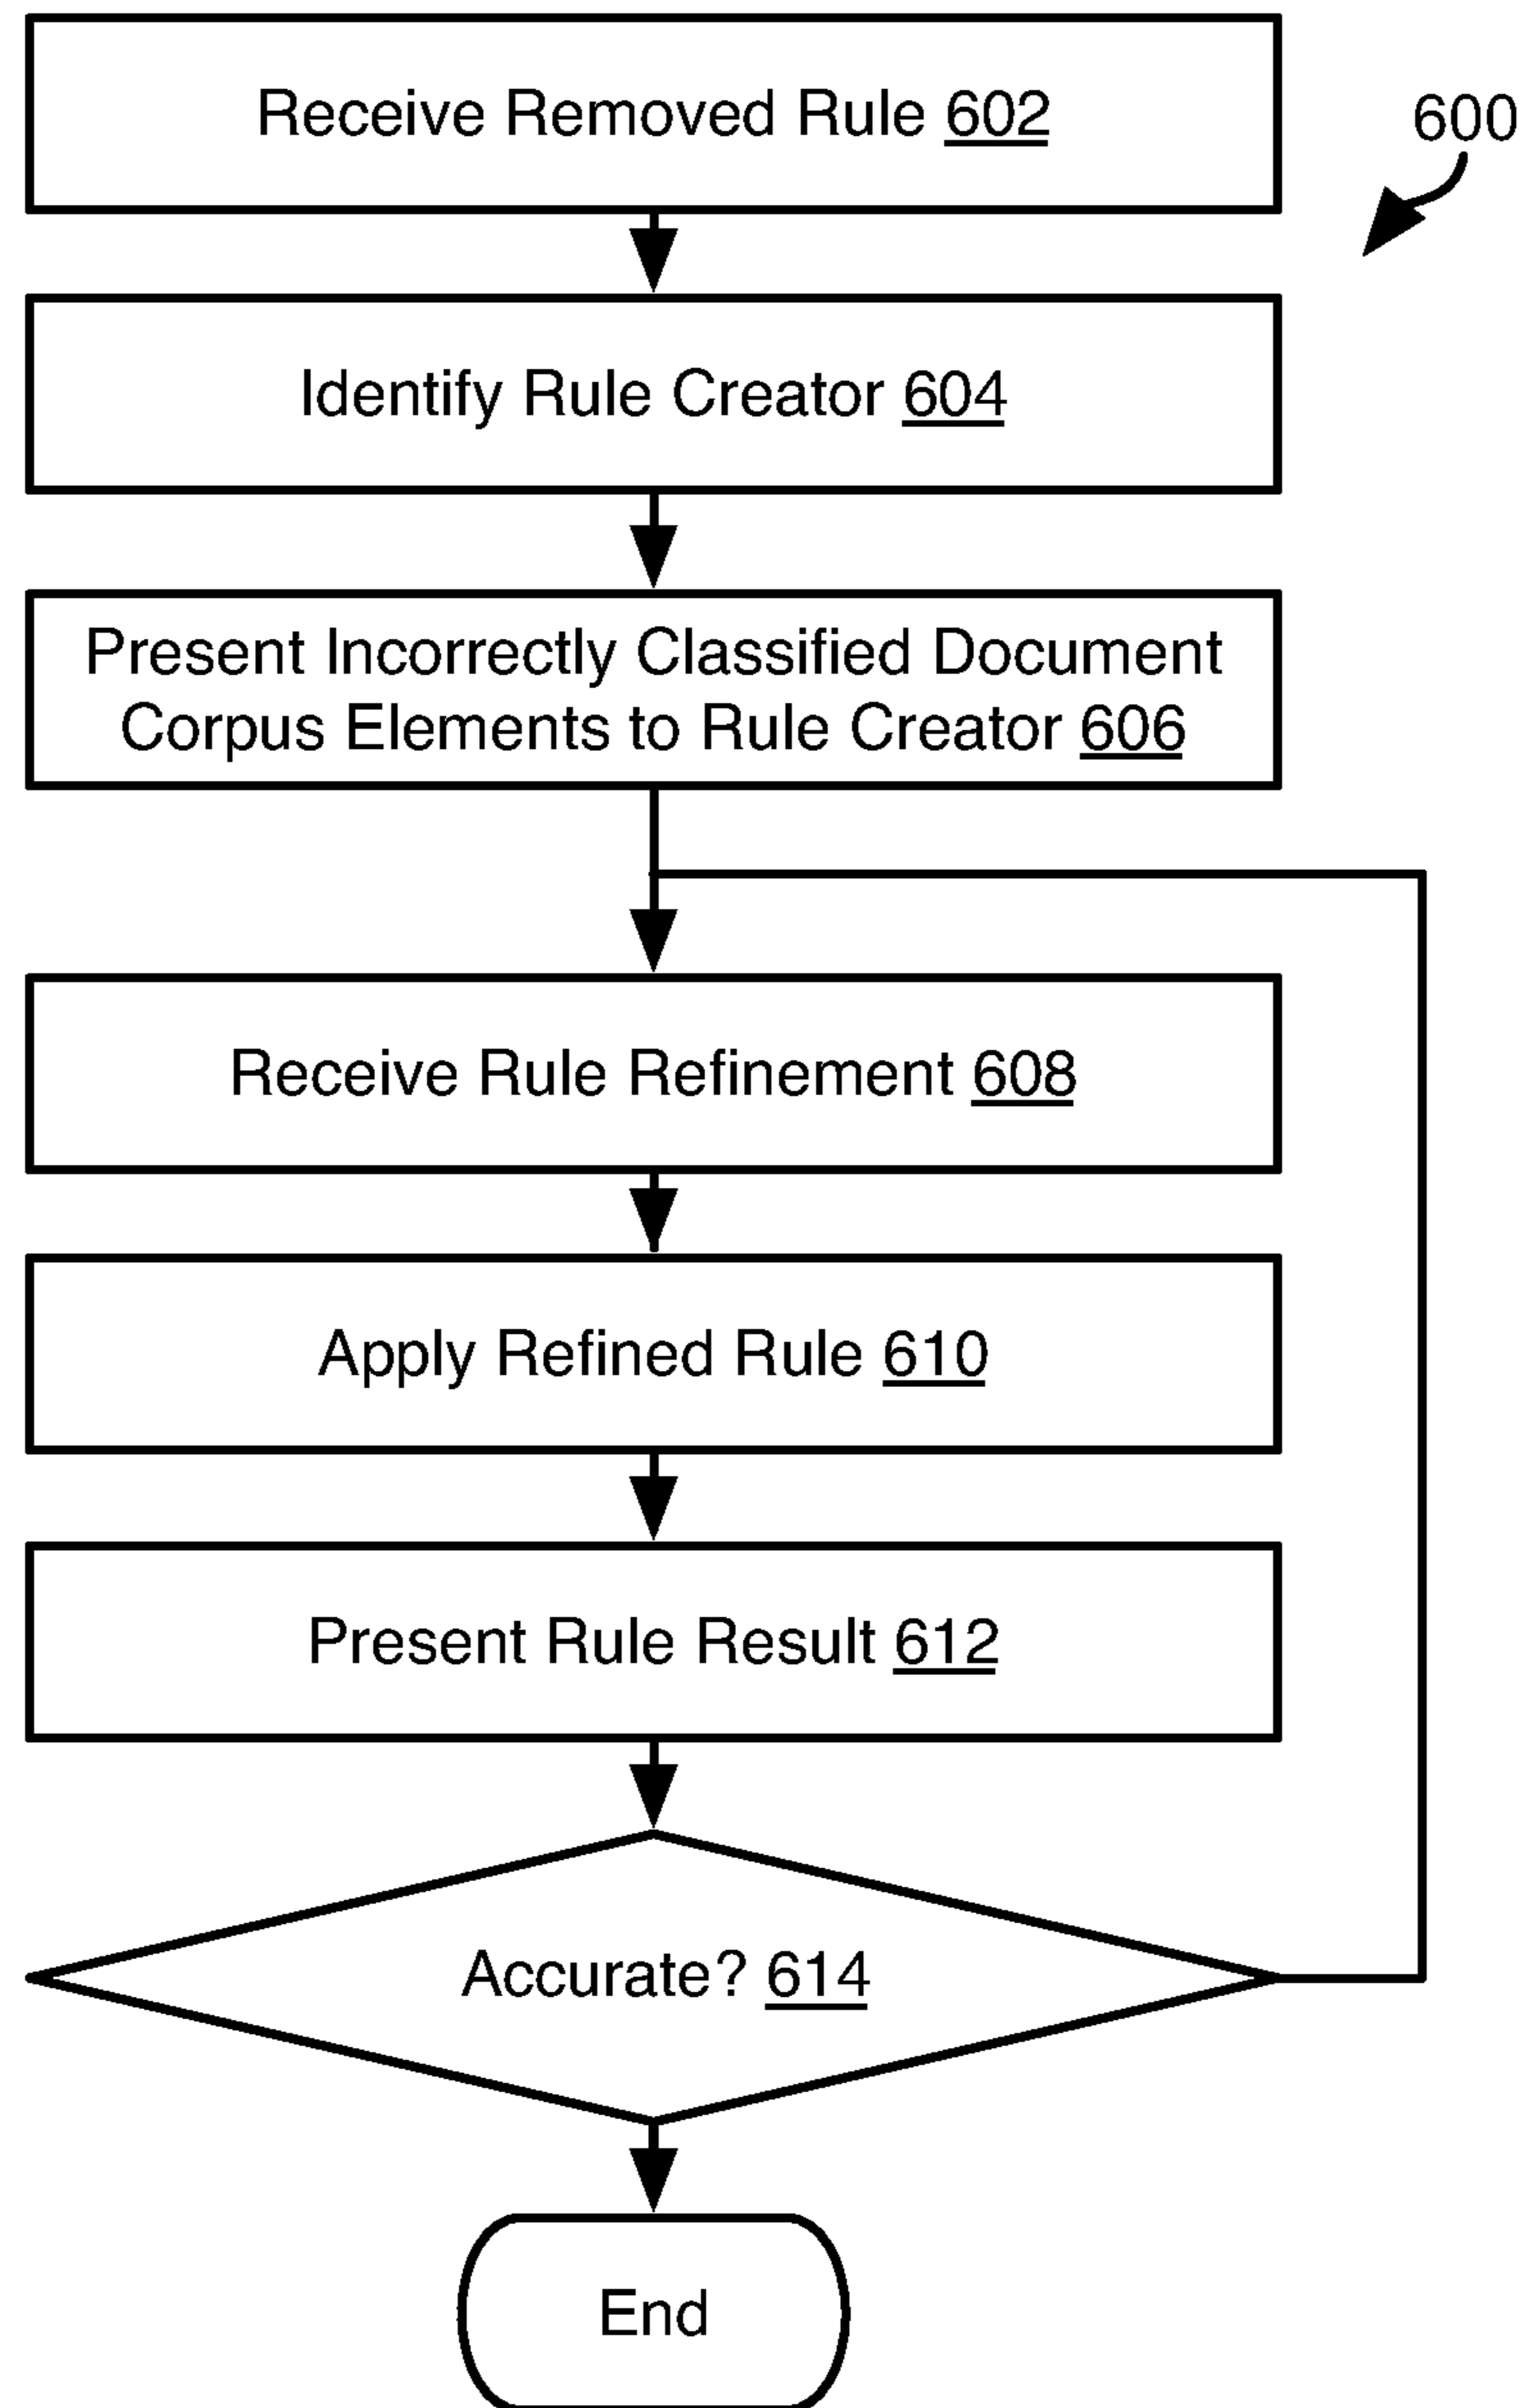 Receive Removed Rule 602
600
Identify Rule Creator 604
Present Incorrectly Classified Document
Corpus Elements to Rule Creator 606
Receive Rule Refinement 608
Apply Refined Rule 610
Present Rule Result 612
Accurate? 614
End